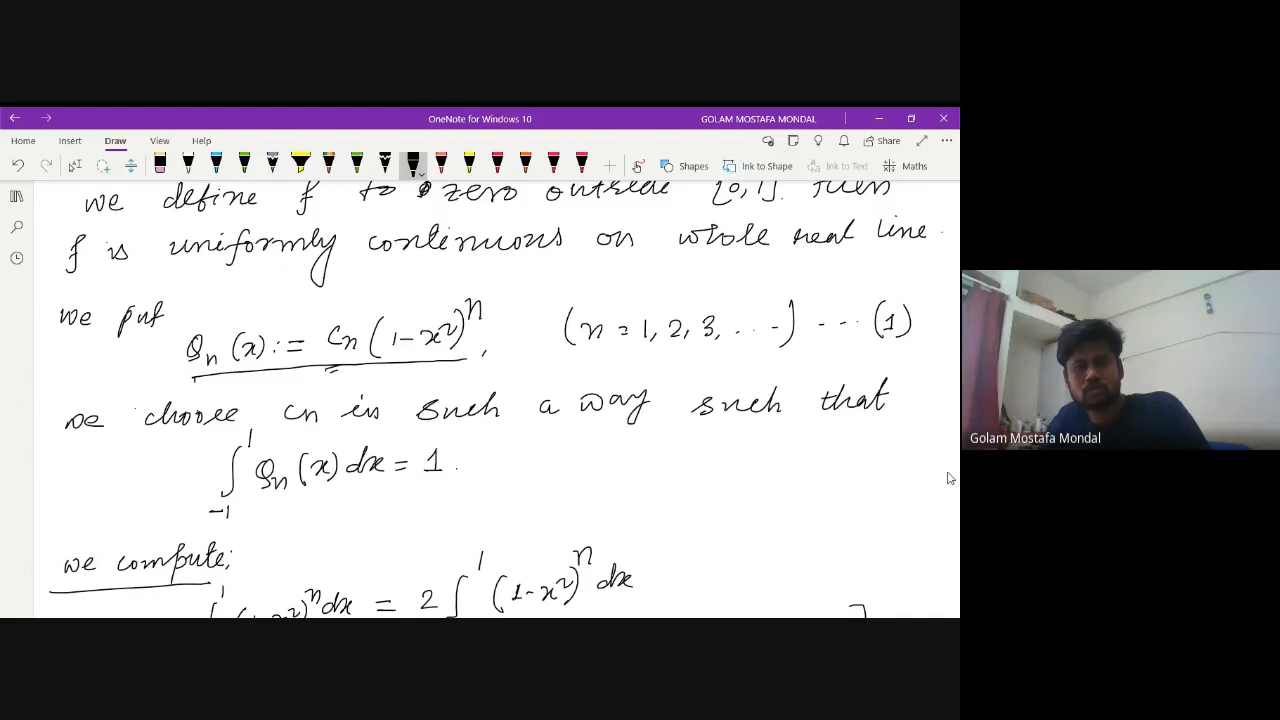 OneNote for Windows 10
GOLAM MOSTAFA MONDAL
Home Insert Draw View Help
Share
Shapes Ink to Shape Ink to Text Maths
we define f to zero outside [0,1]. then
f is uniformly continuous on whole real line.
we put
Qn(x) := Cn(1-x²)ⁿ, (n = 1, 2, 3, ....) --- (1)
we choose cn in such a way such that
∫₋₁¹ Qn(x) dx = 1.
we compute;
(1-x²)ⁿ dx = 2 ∫¹ (1-x²)ⁿ dx
Golam Mostafa Mondal